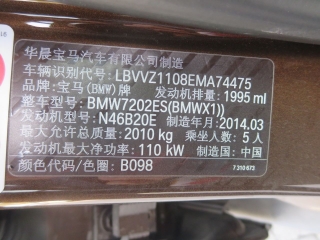 华晨宝马汽车有限公司制造
车辆识别代号: LBVVZ1108EMA74475
品牌: 宝马(BMW) 发动机排量: 1995 ml
整车型号: BMW7202ES(BMWX1))
发动机型号: N46B20E 制造年月: 2014.03
最大允许总质量: 2010 kg 乘坐人数: 5 人
发动机最大净功率: 110 kW 制造国: 中国
颜色代码/色圈: B098
7 310 673